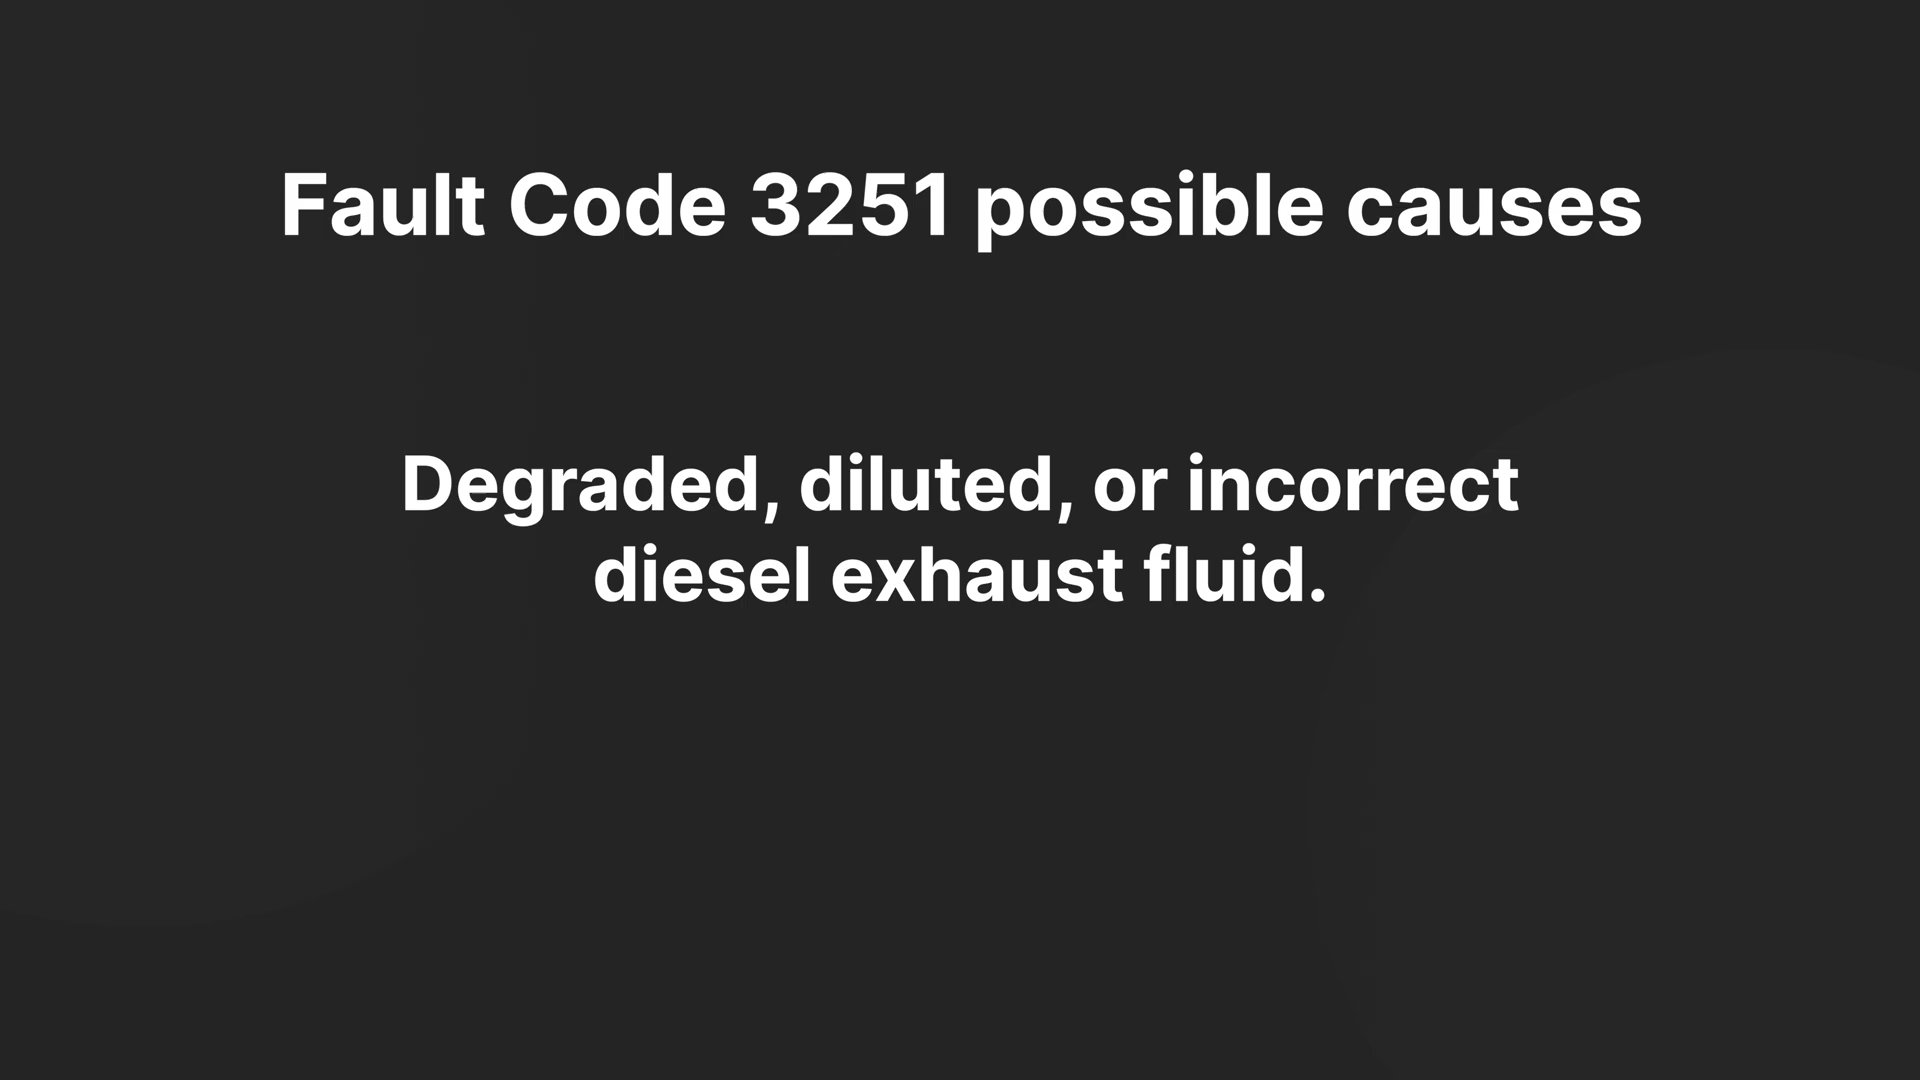 Fault Code 3251 possible causes
Degraded, diluted, or incorrect
diesel exhaust fluid.